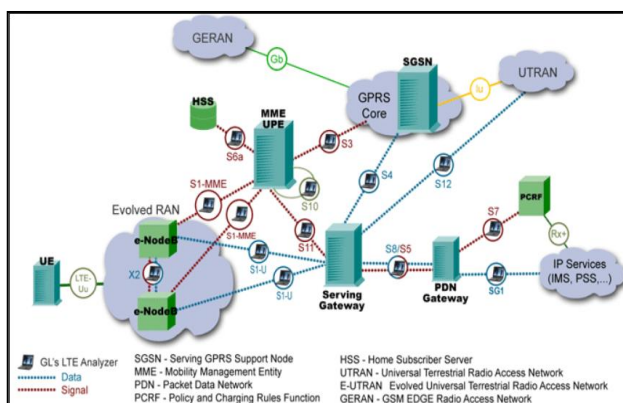 GERAN
Gb
SGSN
GPRS
Core
Iu
UTRAN
HSS
MME
UPE
S6a
S3
S1-MME
S10
S4
S12
PCRF
Evolved RAN
e-NodeB
S1-MME
S11
S7
Rx+
S8/S5
UE
LTE-
Uu
X2
S1-U
Serving
Gateway
PDN
Gateway
SG1
IP Services
(IMS, PSS,...)
e-NodeB
S1-U
GL's LTE Analyzer
Data
Signal
SGSN - Serving GPRS Support Node
MME - Mobility Management Entity
PDN - Packet Data Network
PCRF - Policy and Charging Rules Function
HSS - Home Subscriber Server
UTRAN - Universal Terrestrial Radio Access Network
E-UTRAN Evolved Universal Terrestrial Radio Access Network
GERAN - GSM EDGE Radio Access Network